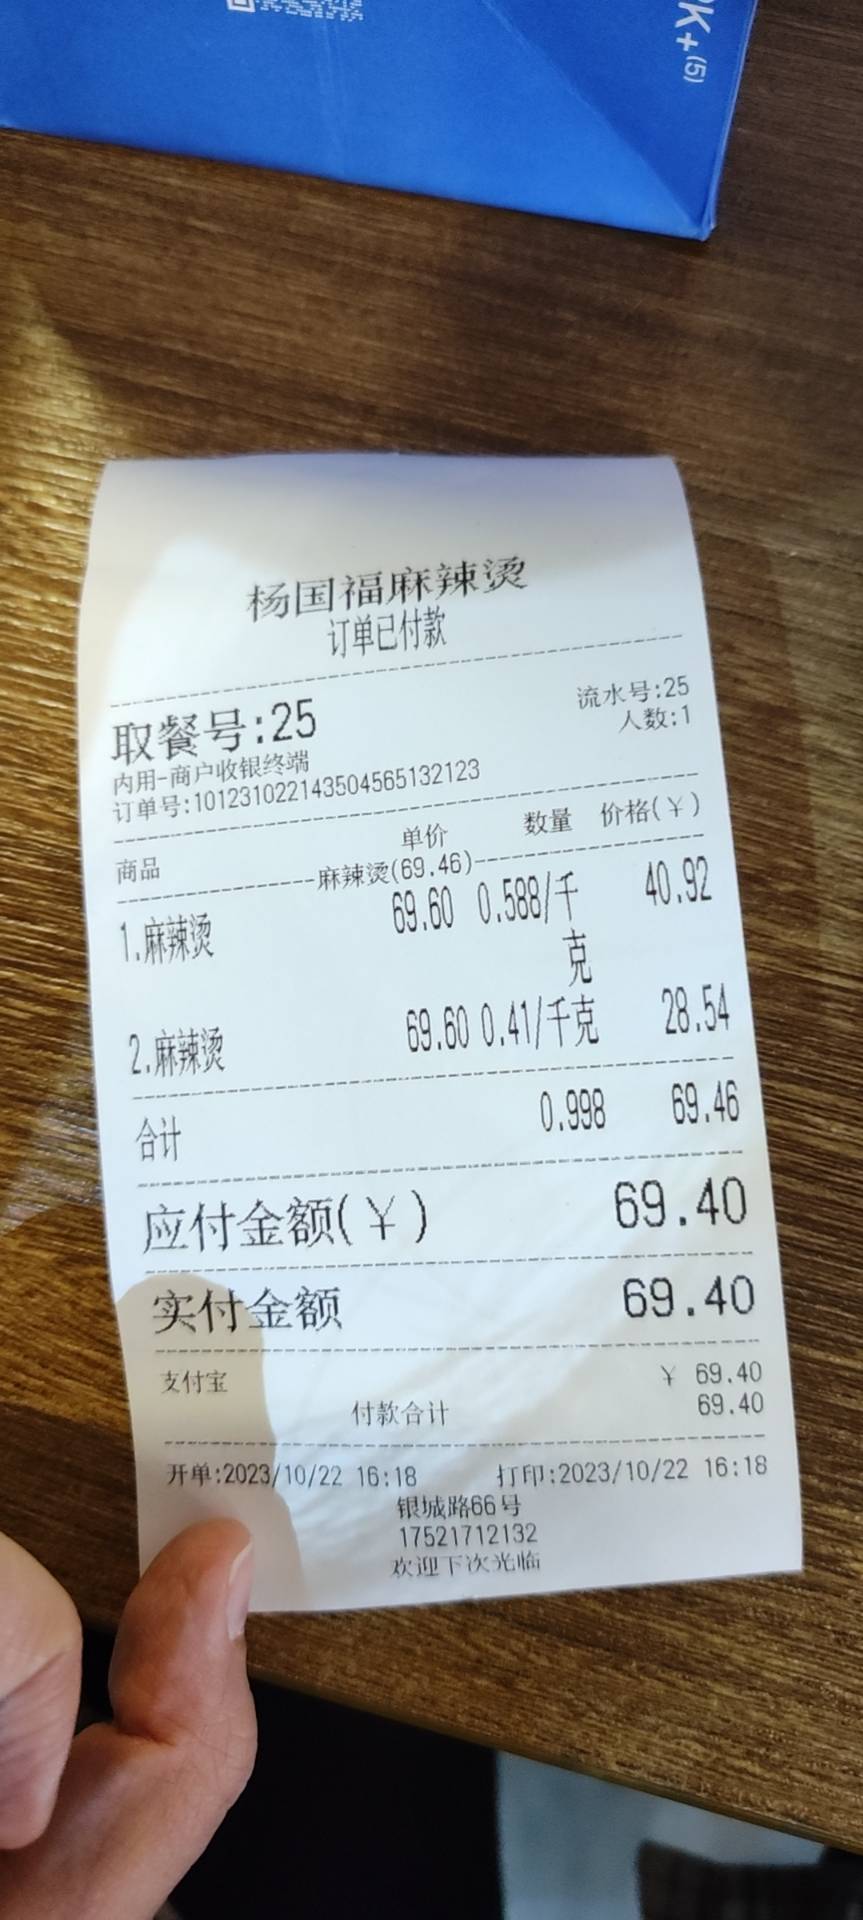 K+(5)
杨国福麻辣烫
订单已付款
取餐号:25 流水号:25
人数:1
内用-商户收银终端
订单号:101231022143504565132123
商品 单价 数量 价格(¥)
麻辣烫(69.46)
1.麻辣烫 69.60 0.588/千克 40.92
2.麻辣烫 69.60 0.41/千克 28.54
合计 0.998 69.46
应付金额(¥) 69.40
实付金额 69.40
支付宝 ¥ 69.40
付款合计 69.40
开单:2023/10/22 16:18 打印:2023/10/22 16:18
银城路66号
17521712132
欢迎下次光临